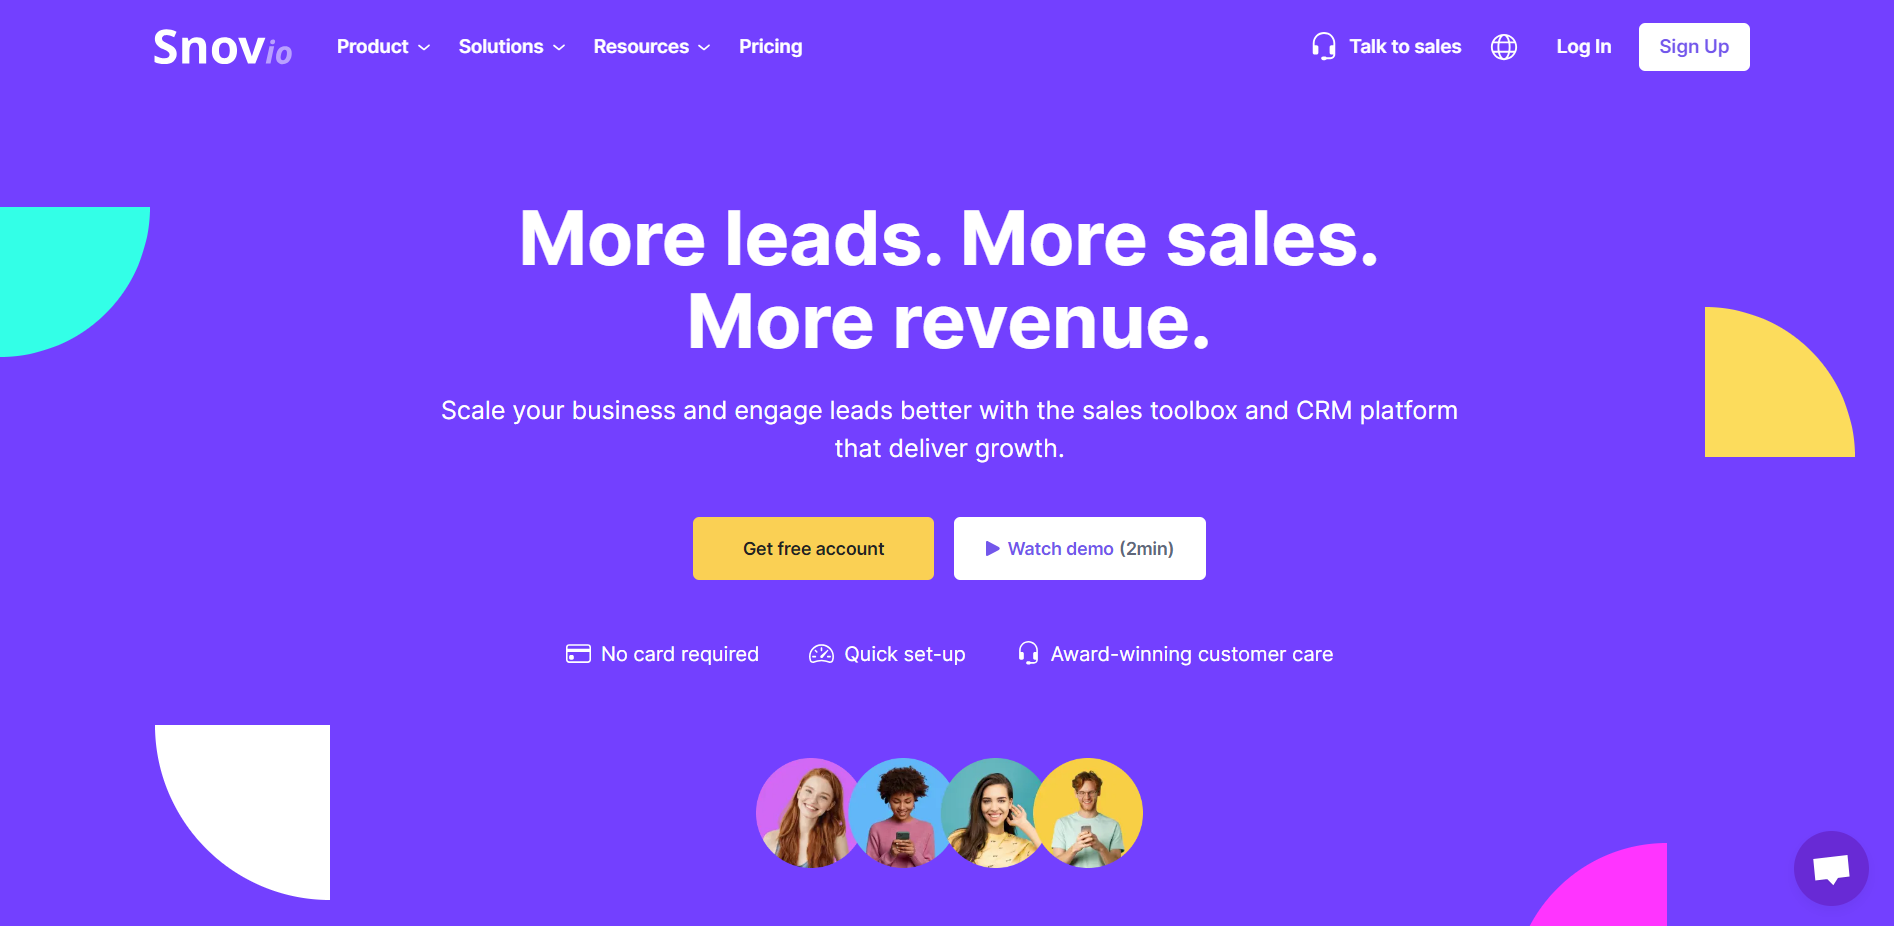 Snovio
Product
Solutions
Resources
Pricing
Talk to sales
Log In
Sign Up
More leads. More sales.
More revenue.
Scale your business and engage leads better with the sales toolbox and CRM platform
that deliver growth.
Get free account
Watch demo (2min)
No card required
Quick set-up
Award-winning customer care